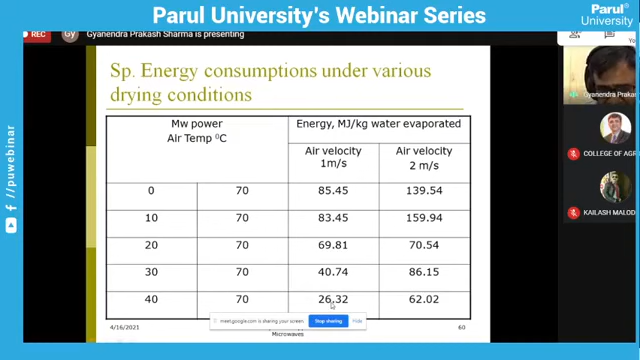 Parul University's Webinar Series
Parul®
University
REC
Gy
Gyanendra Prakash Sharma is presenting
Yo
Sp. Energy consumptions under various
drying conditions
Mw power
Air Temp ⁰C
Energy, MJ/kg water evaporated
Air velocity
1m/s
Air velocity
2 m/s
0 70 85.45 139.54
10 70 83.45 159.94
20 70 69.81 70.54
30 70 40.74 86.15
40 70 26.32 62.02
meet.google.com is sharing your screen.
Stop sharing
Hide
4/16/2021
Microwaves
60
Gyanendra Prakas
COLLEGE OF AGR
KAILASH MALOD
/puwebinar